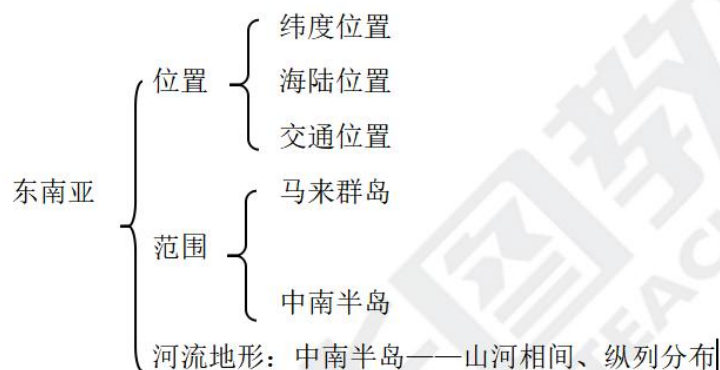 纬度位置
位置
海陆位置
交通位置
东南亚
马来群岛
范围
中南半岛
河流地形：中南半岛——山河相间、纵列分布